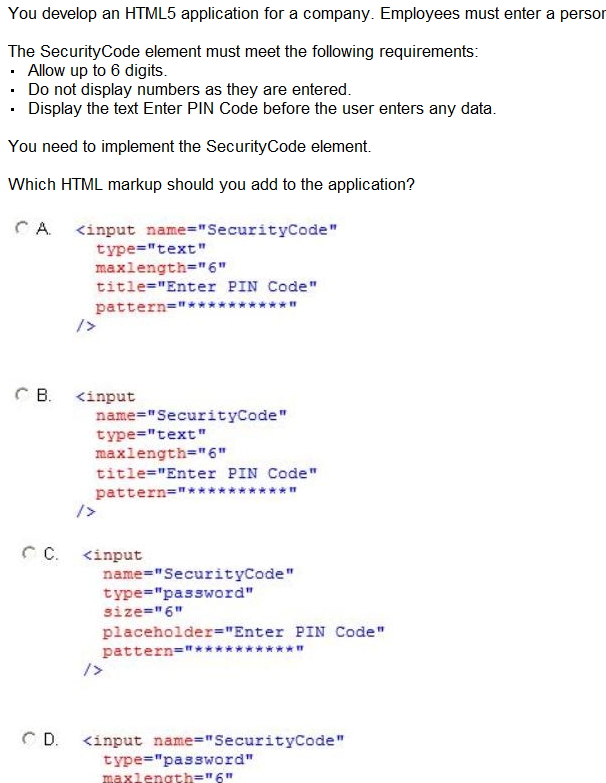 You develop an HTML5 application for a company. Employees must enter a person
The SecurityCode element must meet the following requirements:
· Allow up to 6 digits.
· Do not display numbers as they are entered.
· Display the text Enter PIN Code before the user enters any data.
You need to implement the SecurityCode element.
Which HTML markup should you add to the application?
A. <input name="SecurityCode"
type="text"
maxlength="6"
title="Enter PIN Code"
pattern="**********"
/>
B. <input
name="SecurityCode"
type="text"
maxlength="6"
title="Enter PIN Code"
pattern="**********"
/>
C. <input
name="SecurityCode"
type="password"
size="6"
placeholder="Enter PIN Code"
pattern="**********"
/>
D. <input name="SecurityCode"
type="password"
maxlength="6"